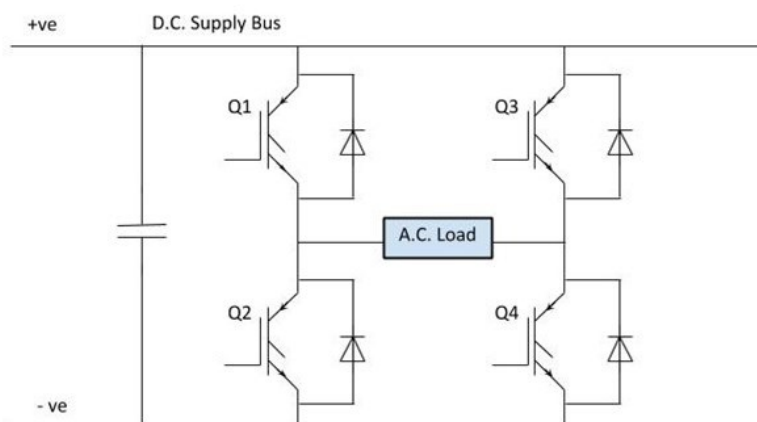 +ve D.C. Supply Bus
Q1
Q3
A.C. Load
Q2
Q4
- ve